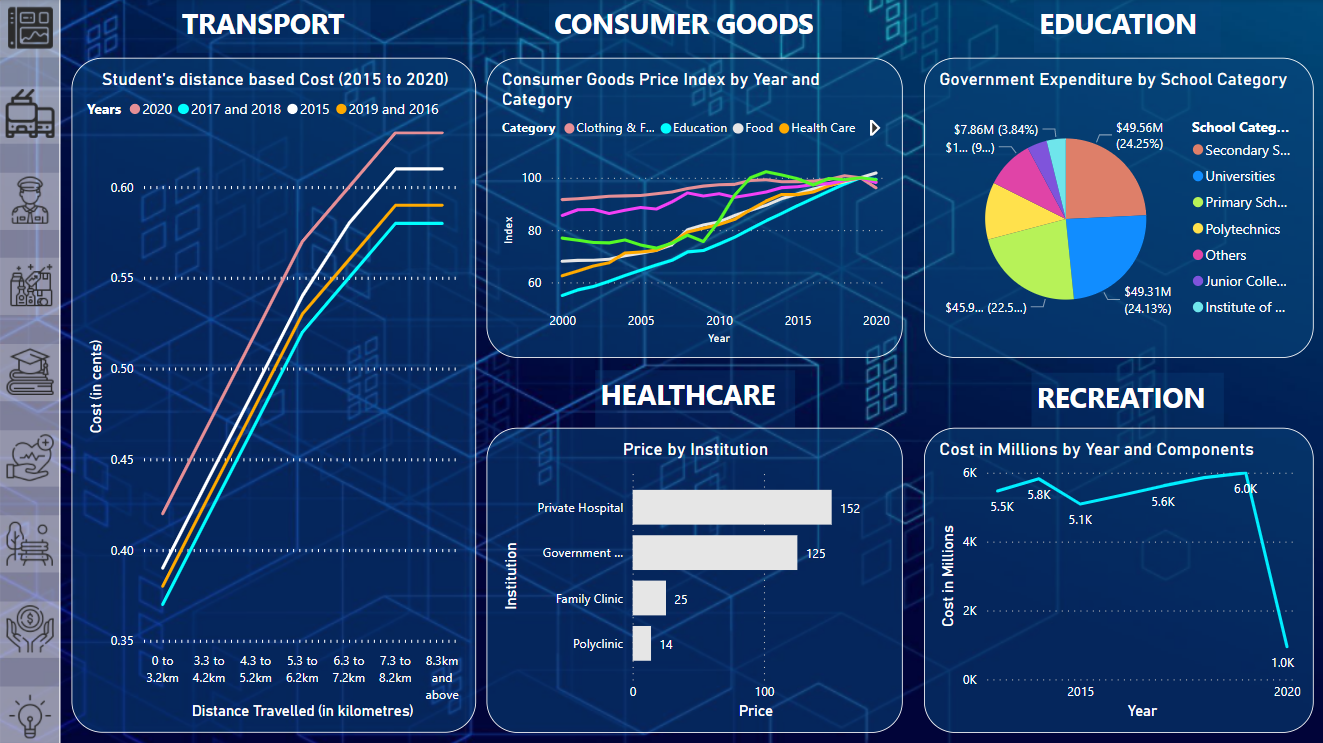 TRANSPORT
Student's distance based Cost (2015 to 2020)
Years 2020 2017 and 2018 2015 2019 and 2016
Cost (in cents)
0.60
0.55
0.50
0.45
0.40
0.35
0 to 3.3 to 4.3 to 5.3 to 6.3 to 7.3 to 8.3km
3.2km 4.2km 5.2km 6.2km 7.2km 8.2km and
above
Distance Travelled (in kilometres)
CONSUMER GOODS
Consumer Goods Price Index by Year and
Category
Category Clothing & F... Education Food Health Care
Index
100
80
60
2000 2005 2010 2015 2020
Year
EDUCATION
Government Expenditure by School Category
$7.86M (3.84%)
$1... (9...)
$49.56M
(24.25%)
$45.9... (22.5...)
$49.31M
(24.13%)
School Categ...
Secondary S...
Universities
Primary Sch...
Polytechnics
Others
Junior Colle...
Institute of ...
HEALTHCARE
Price by Institution
Institution
Private Hospital 152
Government ... 125
Family Clinic 25
Polyclinic 14
0 100
Price
RECREATION
Cost in Millions by Year and Components
Cost in Millions
6K
4K
2K
0K
5.5K
5.8K
5.1K
5.6K
6.0K
1.0K
2015 2020
Year